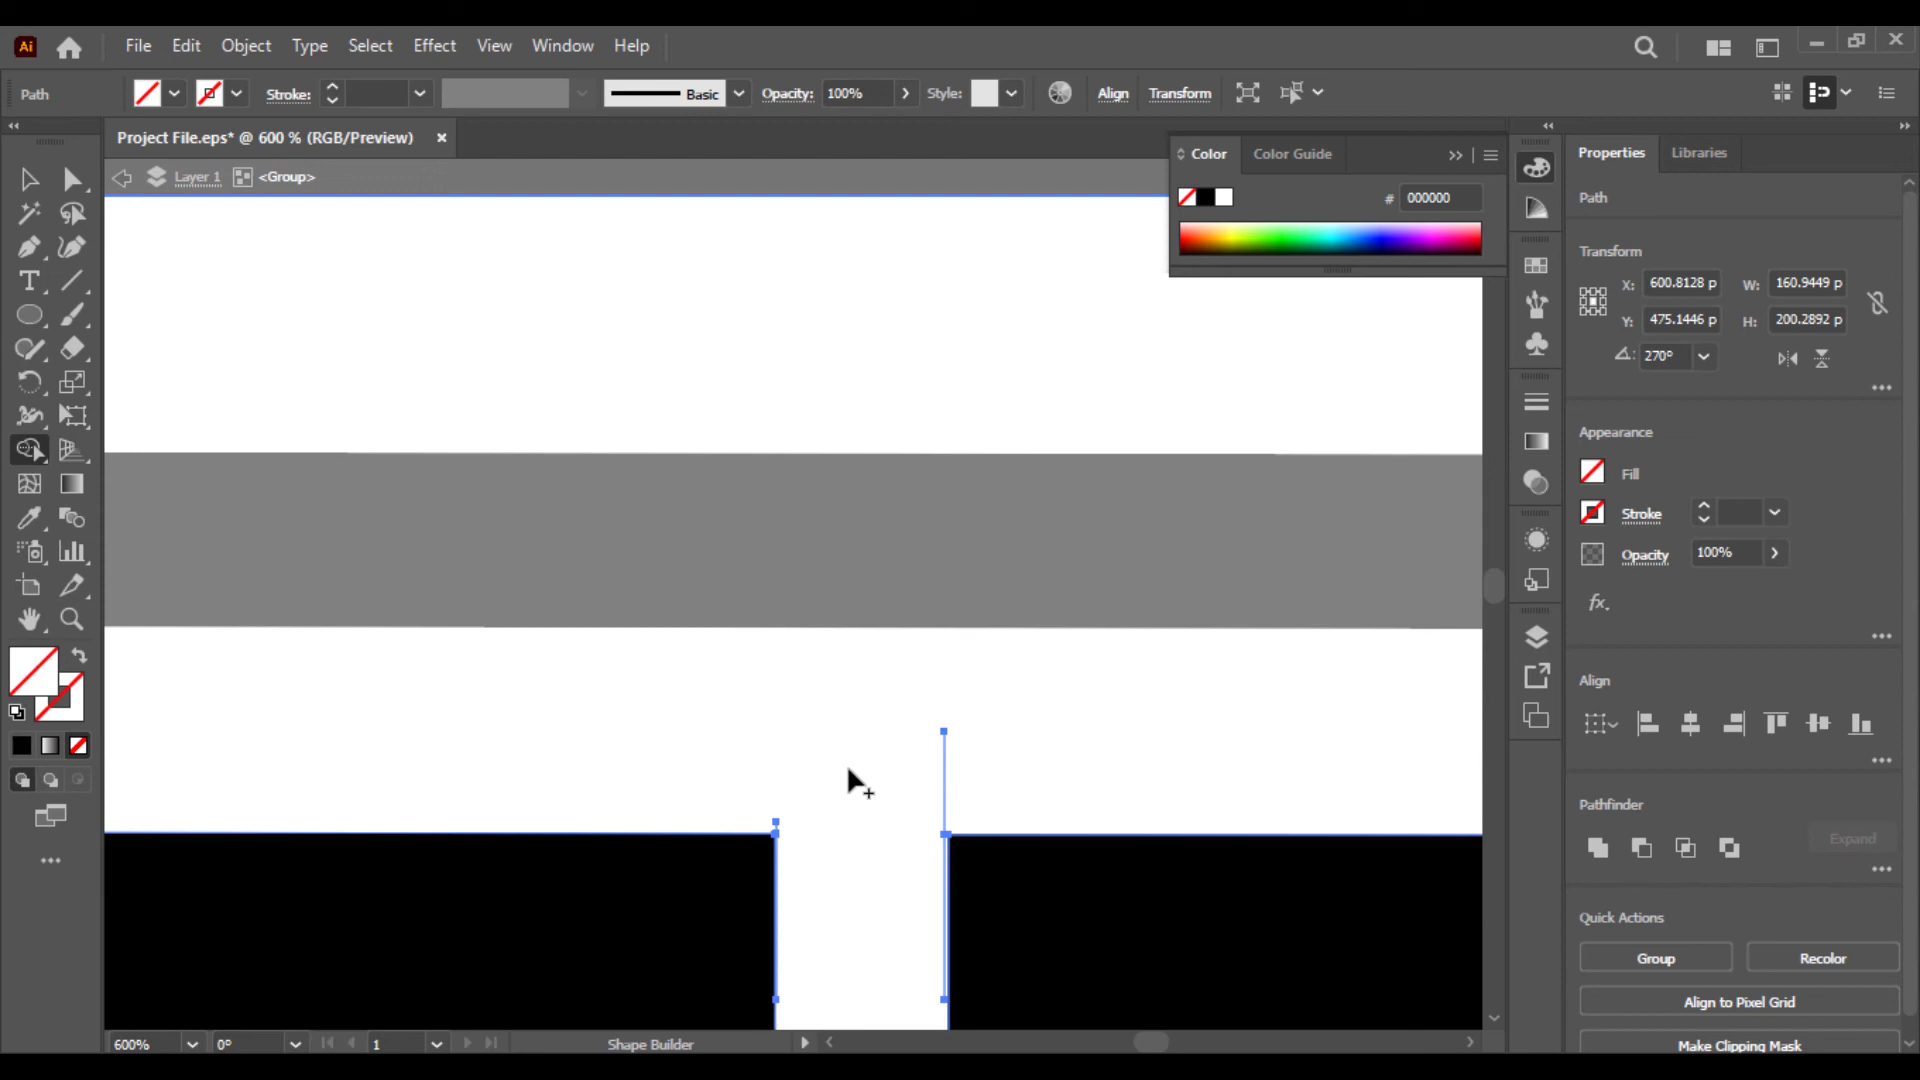 Ai File Edit Object Type Select Effect View Window Help
Path Stroke: Basic Opacity: 100% Style: Align Transform
Project File.eps* @ 600 % (RGB/Preview)
Layer 1 <Group>
Color Color Guide
# 000000
Properties Libraries
Path
Transform
X: 600.8128 p W: 160.9449 p
Y: 475.1446 p H: 200.2892 p
270°
Appearance
Fill
Stroke
Opacity 100%
fx.
Align
Pathfinder
Expand
Quick Actions
Group Recolor
Align to Pixel Grid
Make Clipping Mask
600% 0° 1 Shape Builder